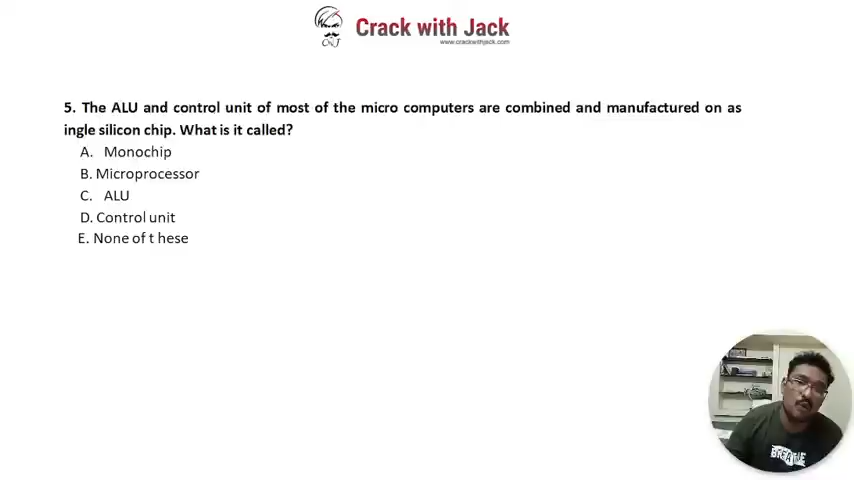 Crack with Jack
www.crackwithjack.com
5. The ALU and control unit of most of the micro computers are combined and manufactured on as
ingle silicon chip. What is it called?
A. Monochip
B. Microprocessor
C. ALU
D. Control unit
E. None of t hese